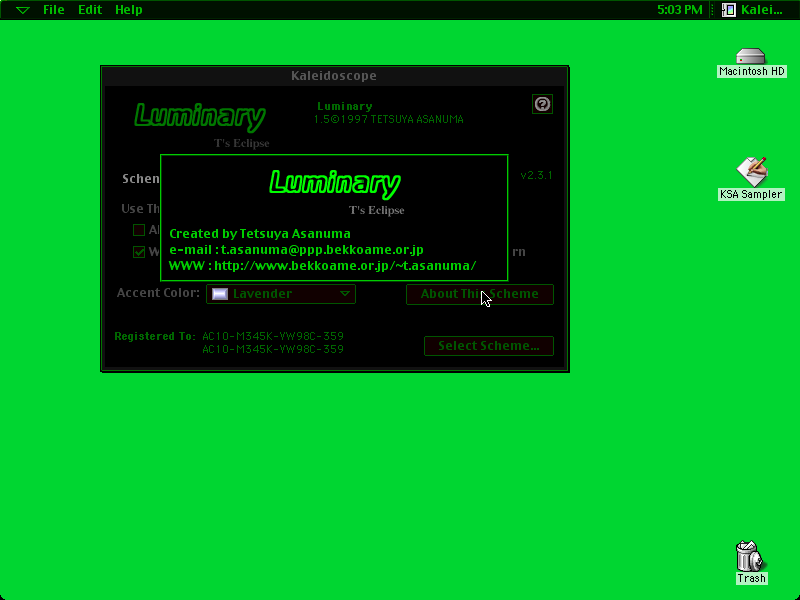 File Edit Help
5:03 PM
Kalei...
Macintosh HD
KSA Sampler
Trash
Kaleidoscope
Luminary
T's Eclipse
Luminary
1.5©1997 TETSUYA ASANUMA
Schem
v2.3.1
Use Th
Al
W
rn
Luminary
T's Eclipse
Created by Tetsuya Asanuma
e-mail : t.asanuma@ppp.bekkoame.or.jp
WWW : http://www.bekkoame.or.jp/~t.asanuma/
Accent Color: Lavender
About This Scheme
Registered To: AC10-M345K-YW98C-359
AC10-M345K-YW98C-359
Select Scheme...